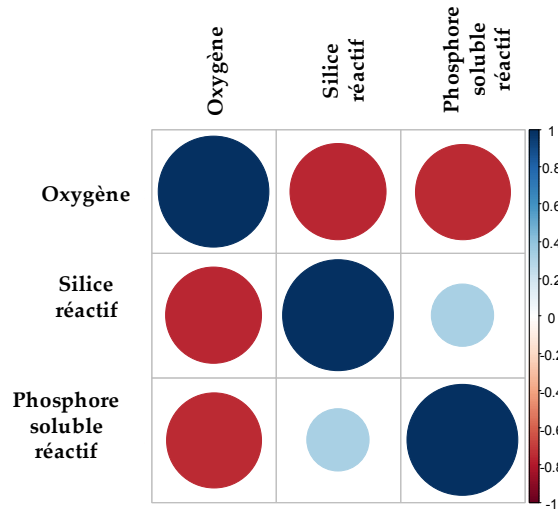 Oxygène
Silice
réactif
Phosphore
soluble
réactif
Oxygène
Silice
réactif
Phosphore
soluble
réactif
1
0.8
0.6
0.4
0.2
0
-0.2
-0.4
-0.6
-0.8
-1